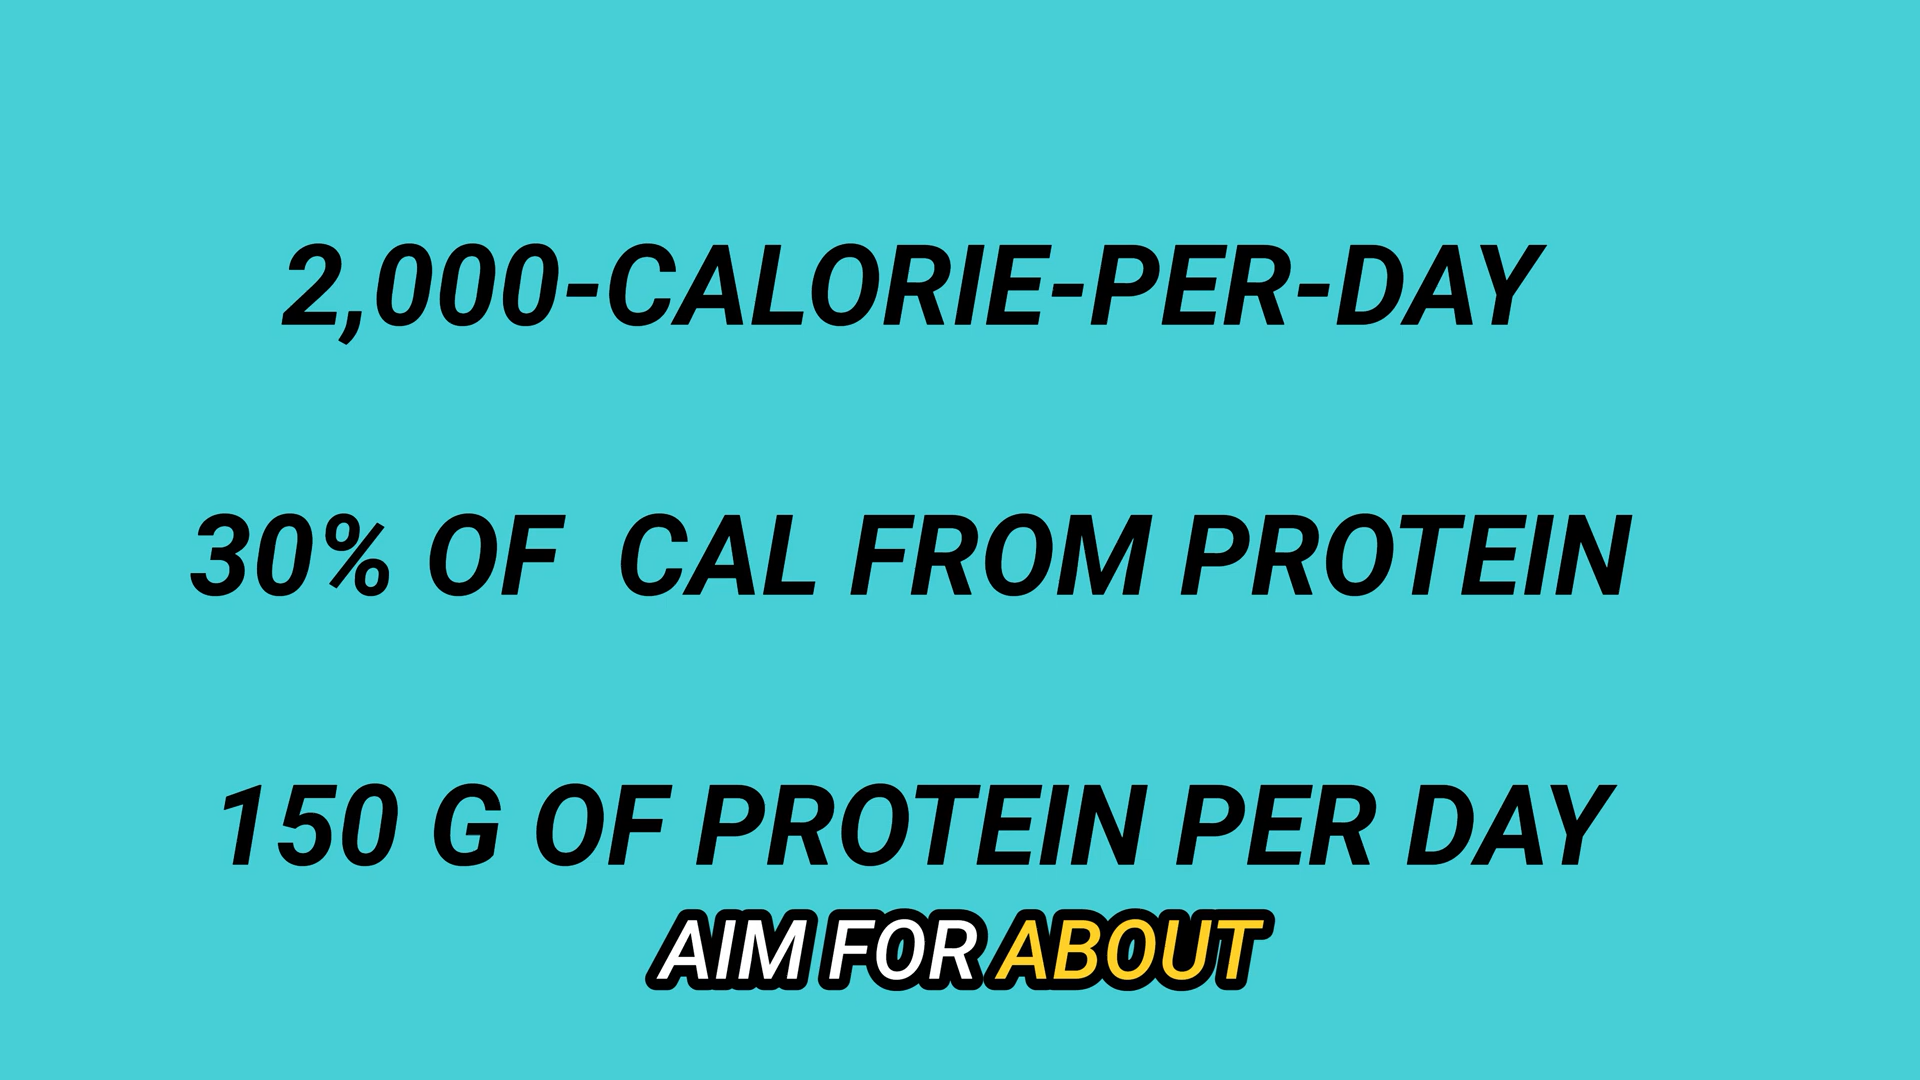 2,000-CALORIE-PER-DAY
30% OF CAL FROM PROTEIN
150 G OF PROTEIN PER DAY
AIM FOR ABOUT